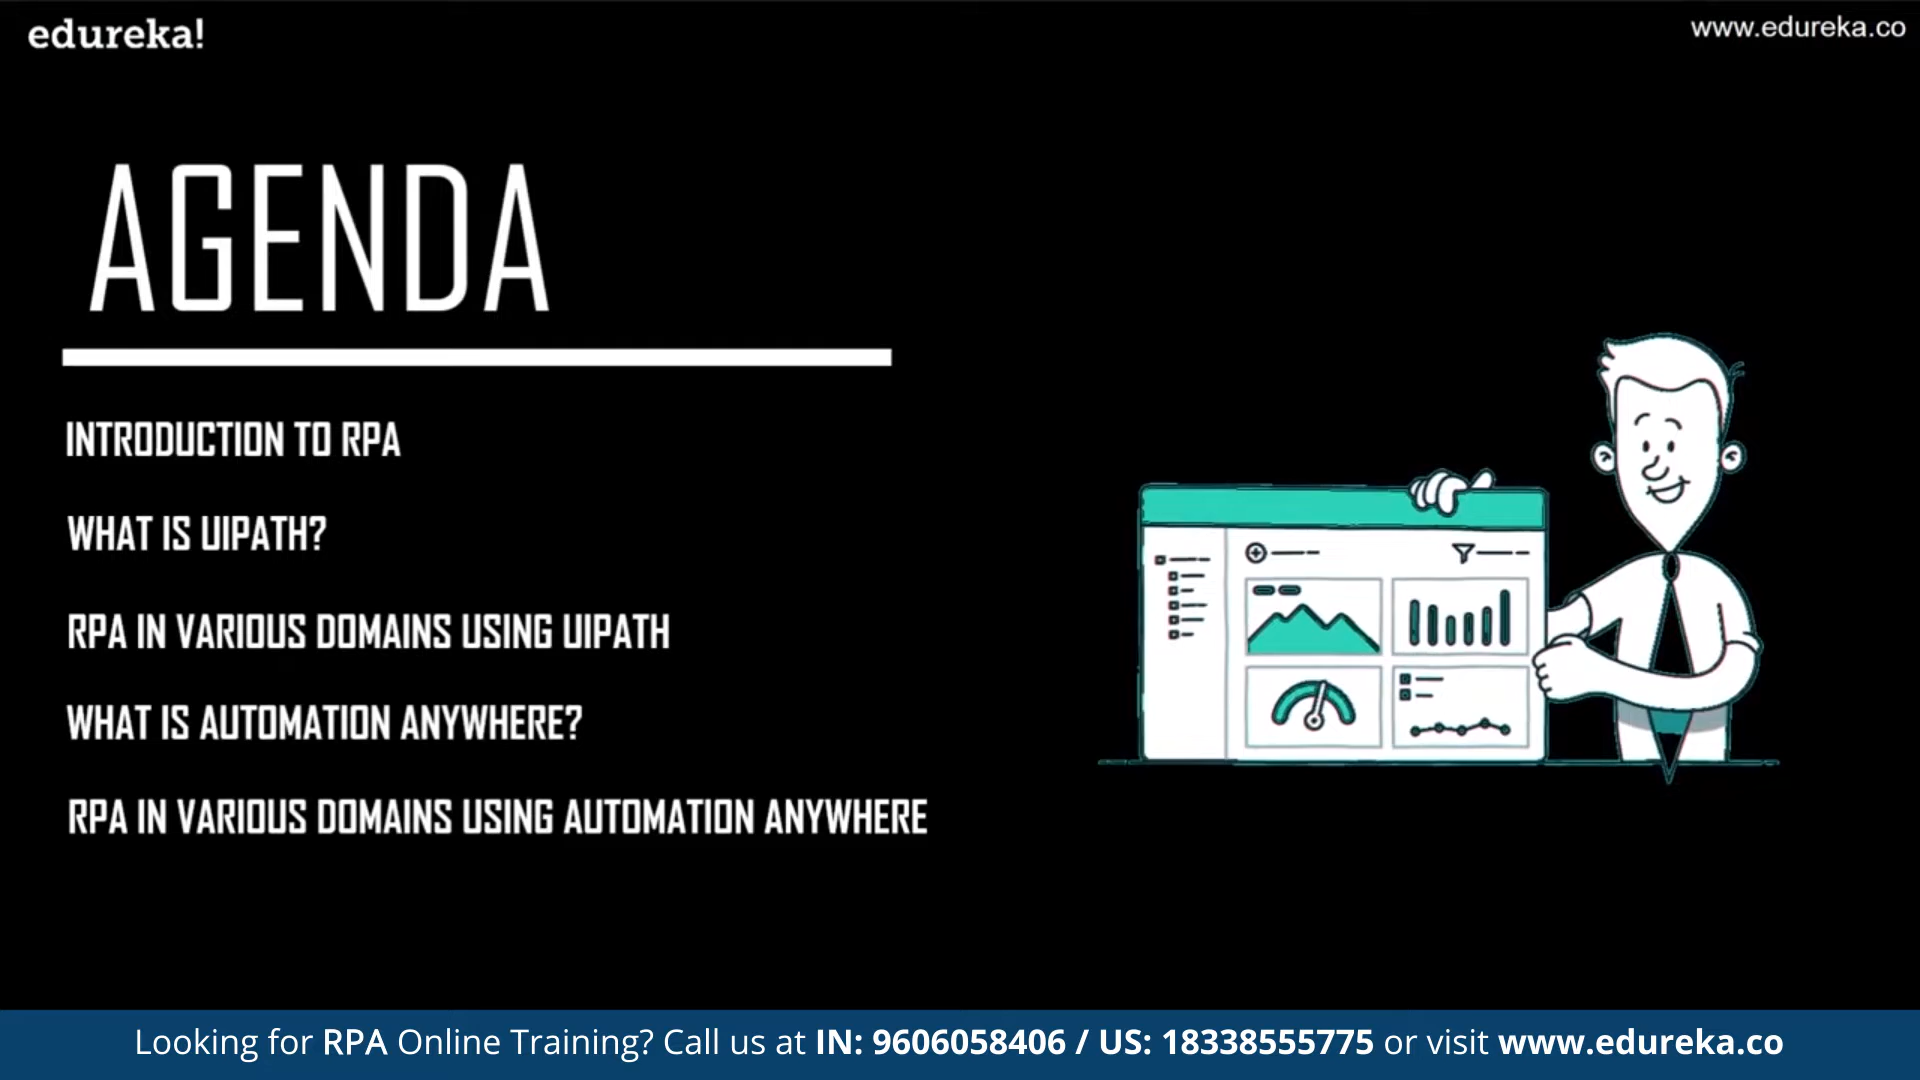 edureka!
www.edureka.co
AGENDA
INTRODUCTION TO RPA
WHAT IS UIPATH?
RPA IN VARIOUS DOMAINS USING UIPATH
WHAT IS AUTOMATION ANYWHERE?
RPA IN VARIOUS DOMAINS USING AUTOMATION ANYWHERE
Looking for RPA Online Training? Call us at IN: 9606058406 / US: 18338555775 or visit www.edureka.co